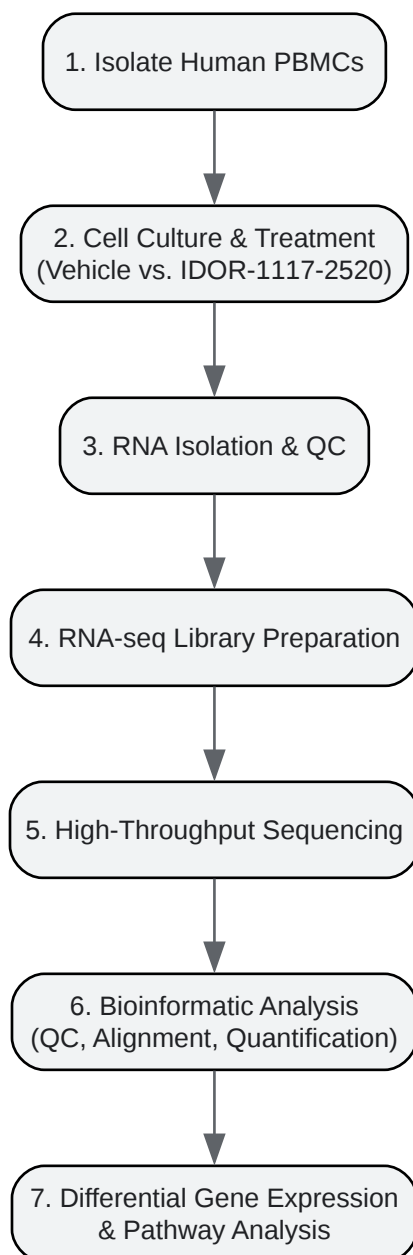 1. Isolate Human PBMCs
2. Cell Culture & Treatment
(Vehicle vs. IDOR-1117-2520)
3. RNA Isolation & QC
4. RNA-seq Library Preparation
5. High-Throughput Sequencing
6. Bioinformatic Analysis
(QC, Alignment, Quantification)
7. Differential Gene Expression
& Pathway Analysis